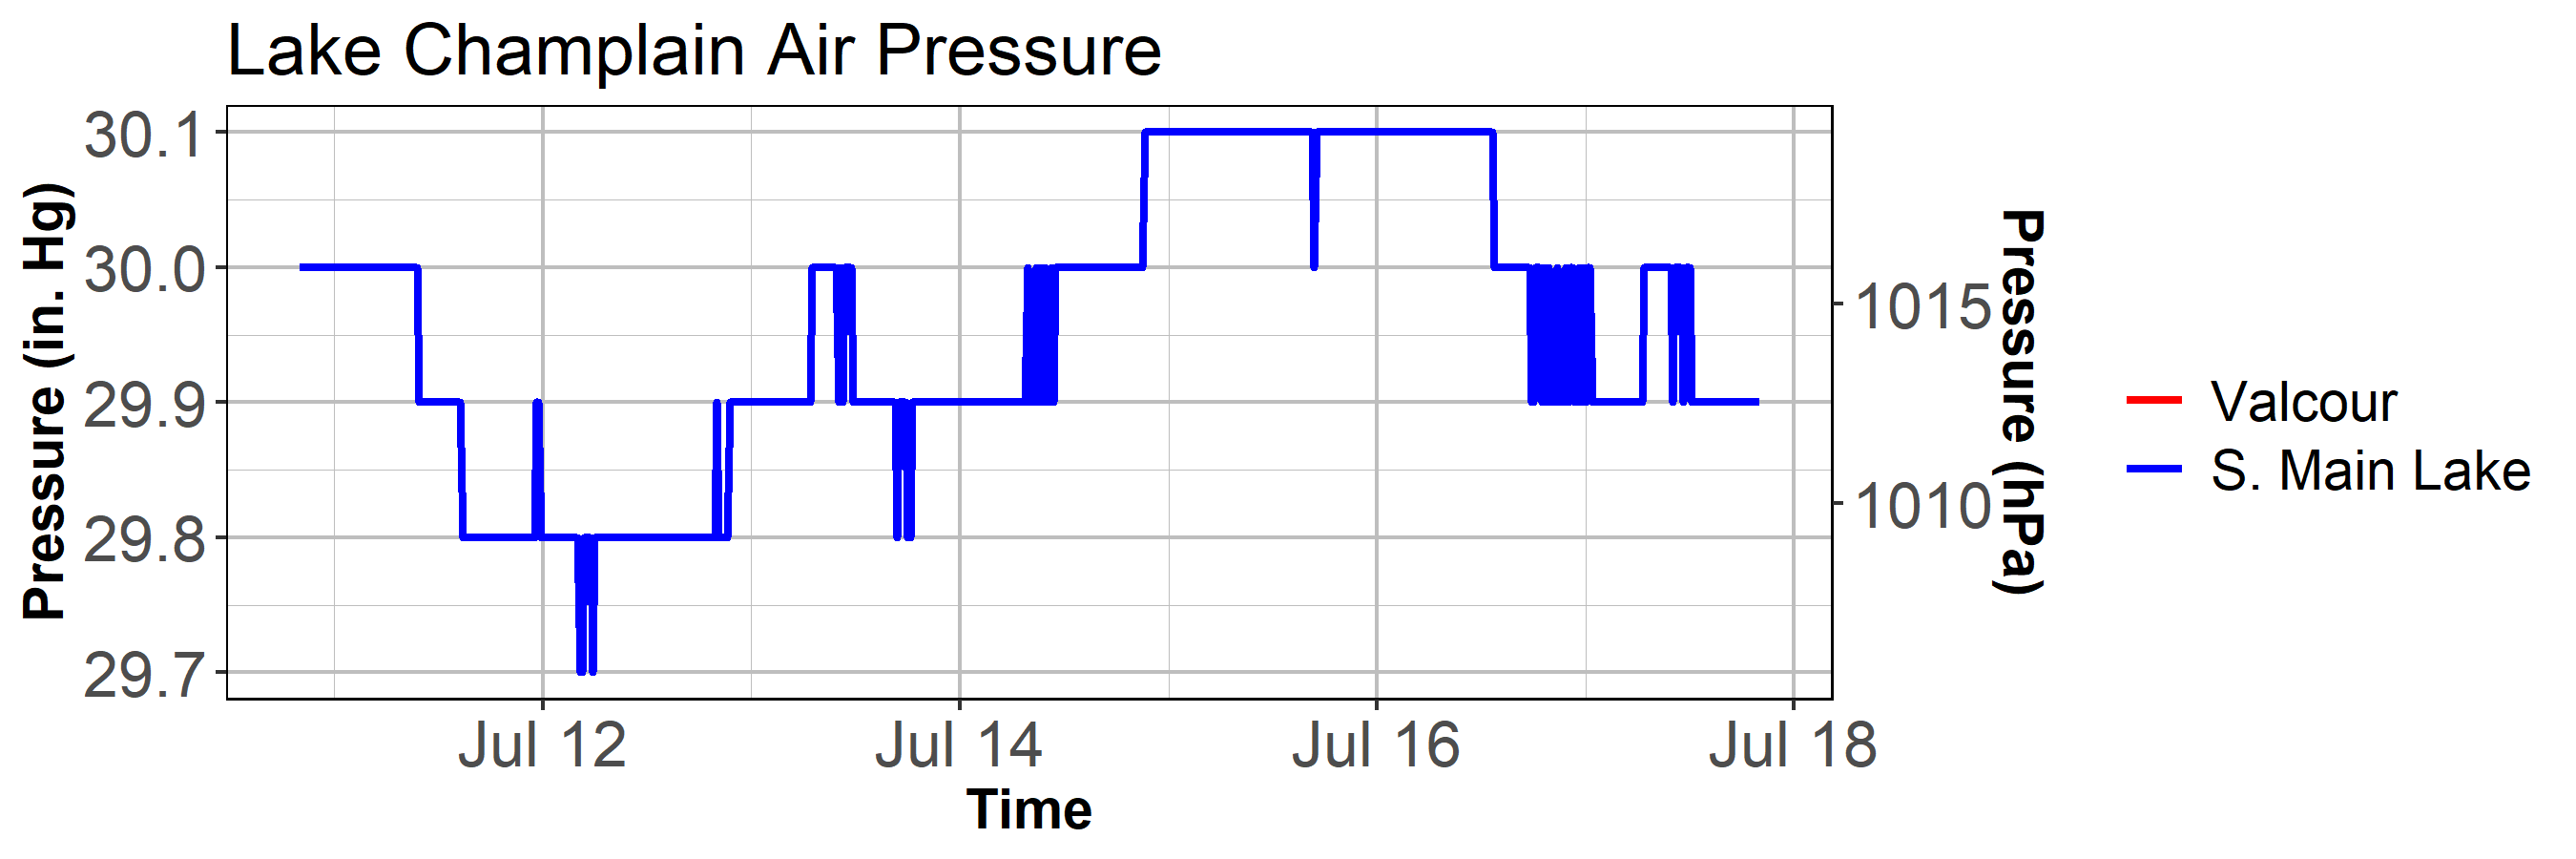 Lake Champlain Air Pressure
Pressure (in. Hg)
30.1
30.0
29.9
29.8
29.7
Jul 12
Jul 14
Jul 16
Jul 18
Time
1015
1010
Pressure (hPa)
Valcour
S. Main Lake